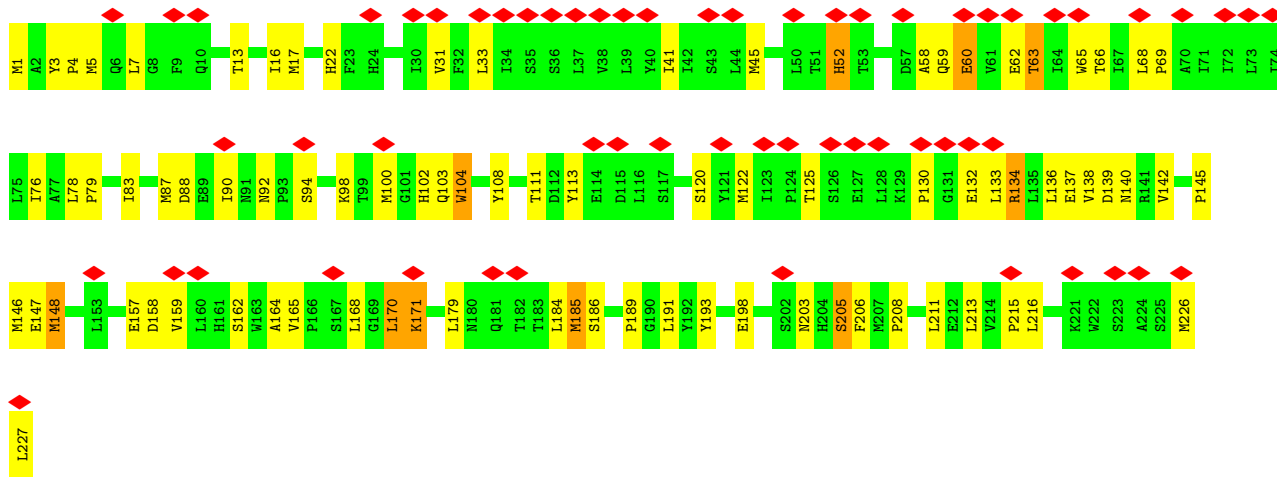 M1 A2 Y3 P4 M5 Q6 L7 G8 F9 Q10 T13 I16 M17 H22 F23 H24 I30 V31 F32 L33 I34 S35 S36 L37 V38 L39 Y40 I41 I42 S43 L44 M45 L50 T51 H52 T53 D57 A58 Q59 E60 V61 E62 T63 I64 W65 T66 I67 L68 P69 A70 I71 I72 L73 I74
L75 I76 A77 L78 P79 I83 M87 D88 E89 I90 N91 N92 P93 S94 K98 T99 M100 G101 H102 Q103 W104 Y108 T111 D112 Y113 E114 D115 L116 S117 S120 Y121 M122 I123 P124 T125 S126 E127 L128 K129 P130 G131 E132 L133 R134 L135 L136 E137 V138 D139 N140 R141 V142 P145
M146 E147 M148 L153 E157 D158 V159 L160 H161 S162 W163 A164 V165 P166 S167 L168 G169 L170 K171 L179 N180 Q181 T182 T183 L184 M185 S186 P189 G190 L191 Y192 Y193 E198 S202 N203 H204 S205 F206 M207 P208 L211 E212 L213 V214 P215 L216 K221 W222 S223 A224 S225 M226
L227